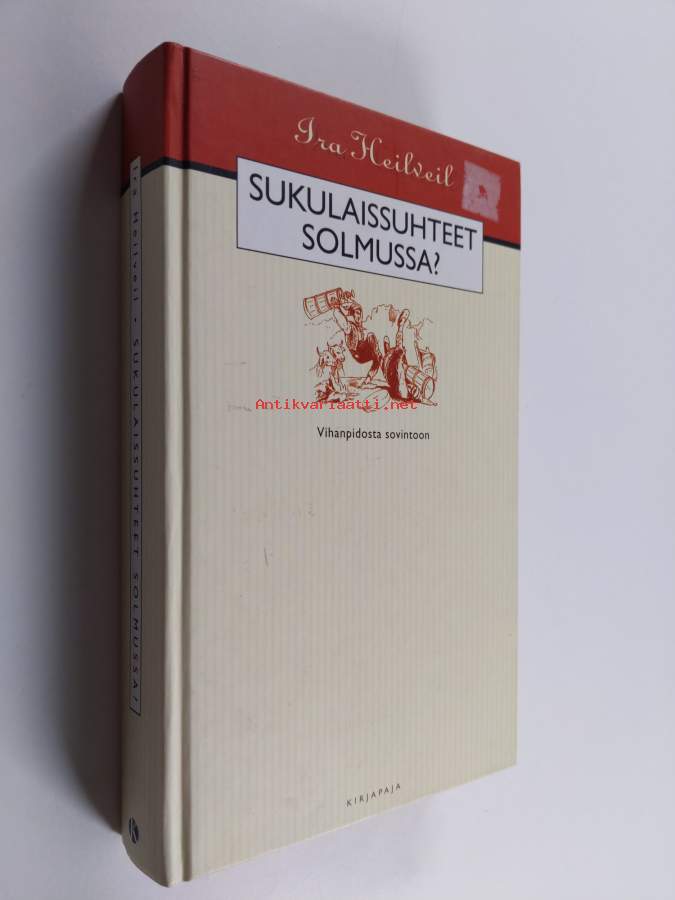 Ira Heilveil
SUKULAISSUHTEET
SOLMUSSA?
Antikvariaatti.net
Vihanpidosta sovintoon
KIRJAPAJA
Ira Heilveil • SUKULAISSUHTEET SOLMUSSA?
K